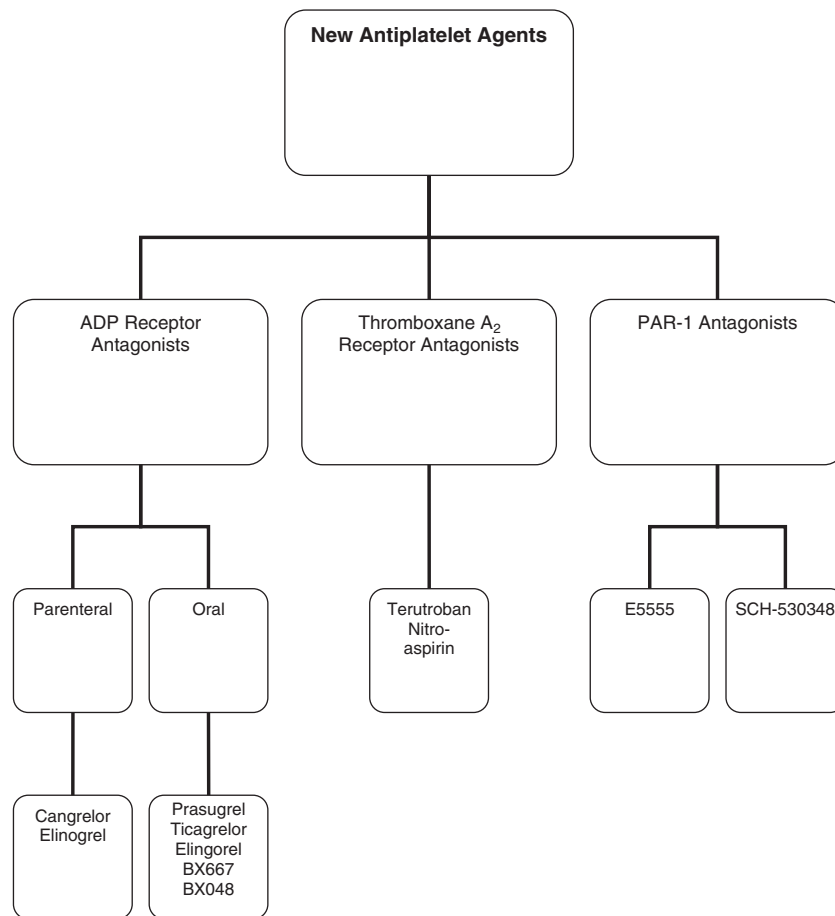 New Antiplatelet Agents
ADP Receptor
Antagonists
Thromboxane A₂
Receptor Antagonists
PAR-1 Antagonists
Parenteral
Oral
Terutroban
Nitro-
aspirin
E5555
SCH-530348
Cangrelor
Elinogrel
Prasugrel
Ticagrelor
Elingorel
BX667
BX048